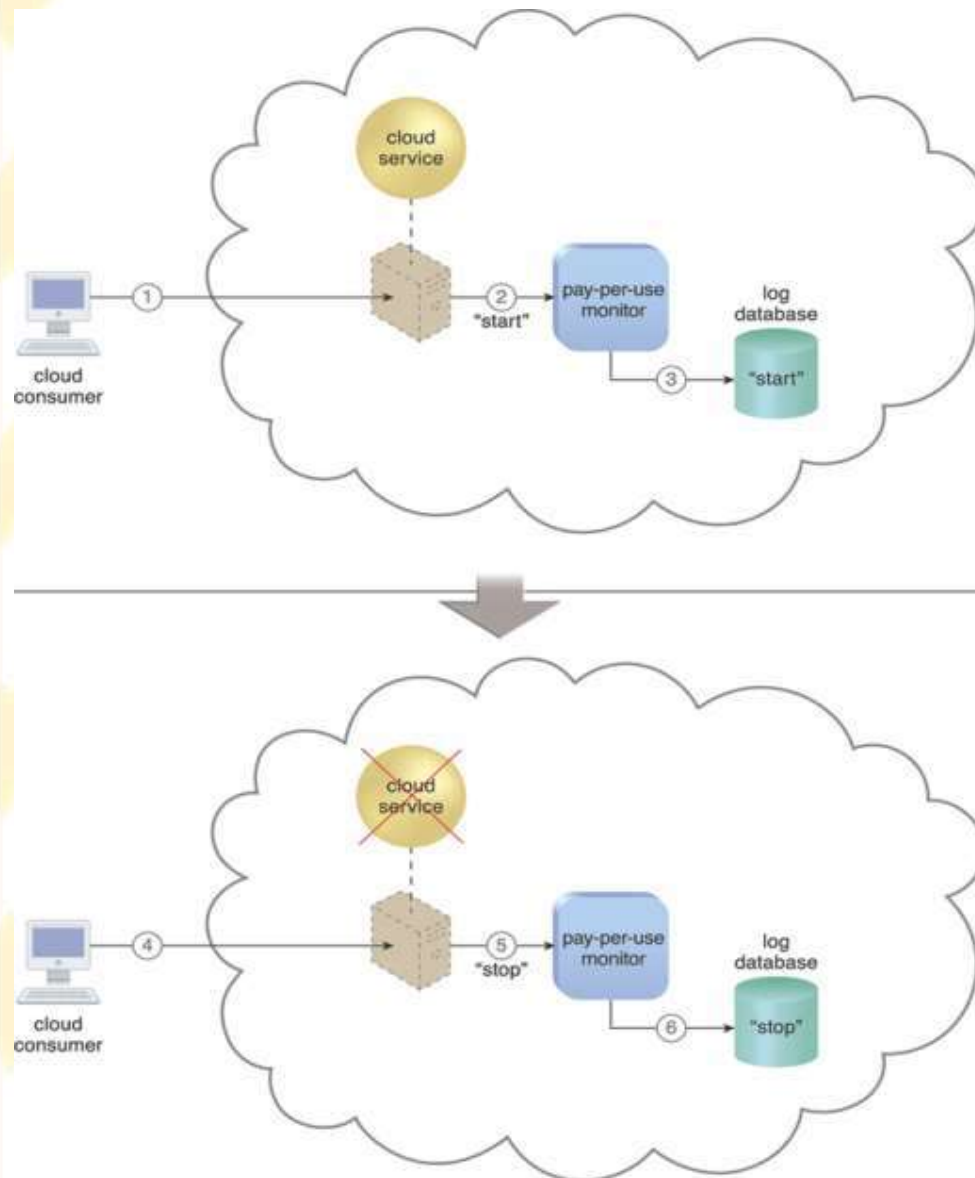 cloud
service
cloud
consumer
1
2
"start"
pay-per-use
monitor
3
log
database
"start"
cloud
service
cloud
consumer
4
5
"stop"
pay-per-use
monitor
6
log
database
"stop"